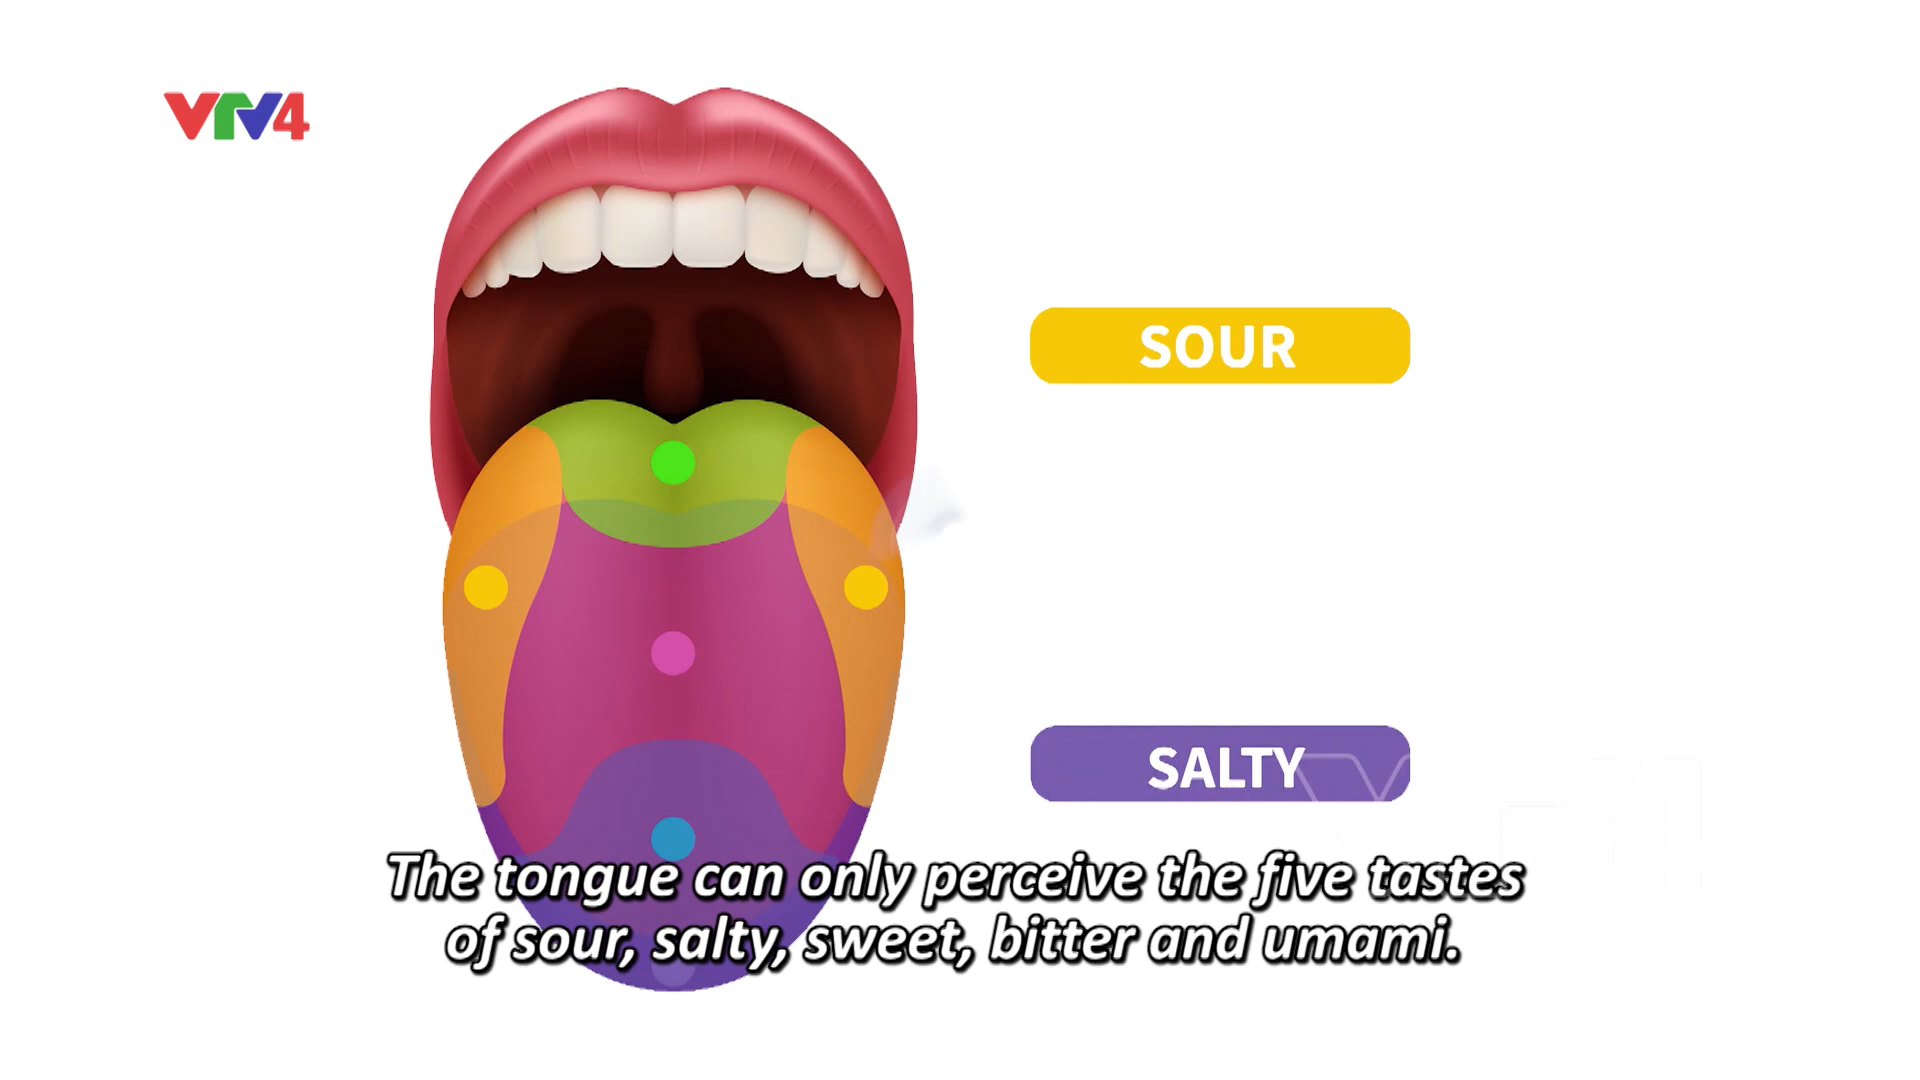 VTV4
SOUR
SALTY
The tongue can only perceive the five tastes
of sour, salty, sweet, bitter and umami.